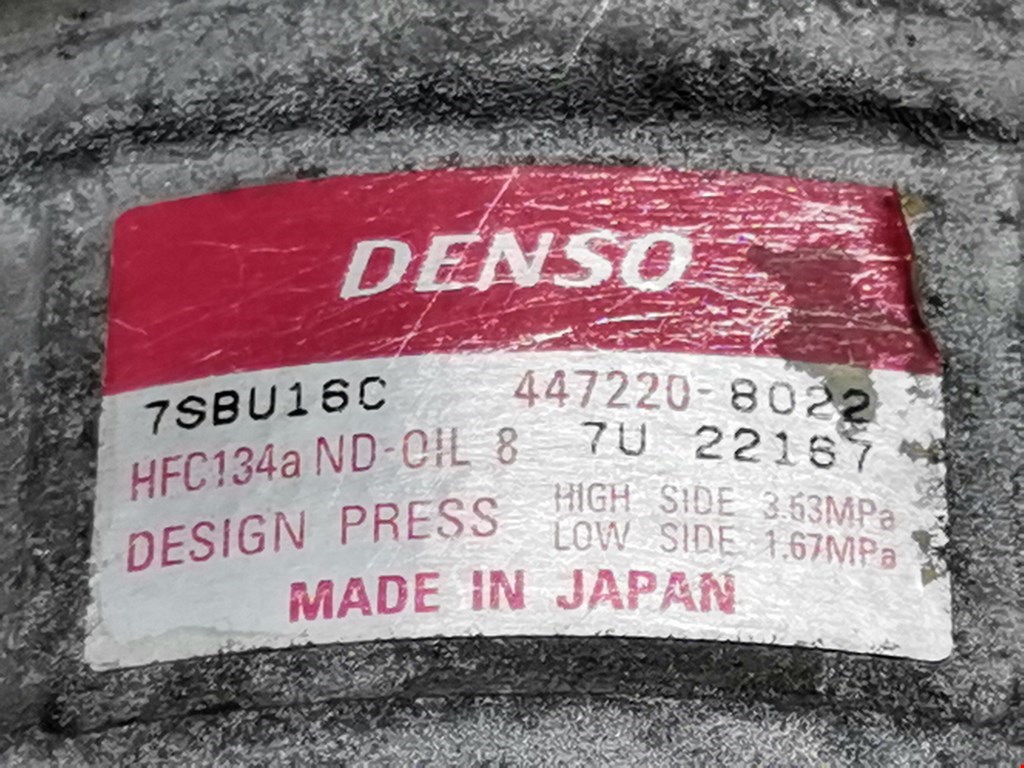 DENSO
7SBU16C 447220-8022
HFC134a ND-OIL 8 7U 22167
DESIGN PRESS HIGH SIDE 3.53MPa
LOW SIDE 1.67MPa
MADE IN JAPAN